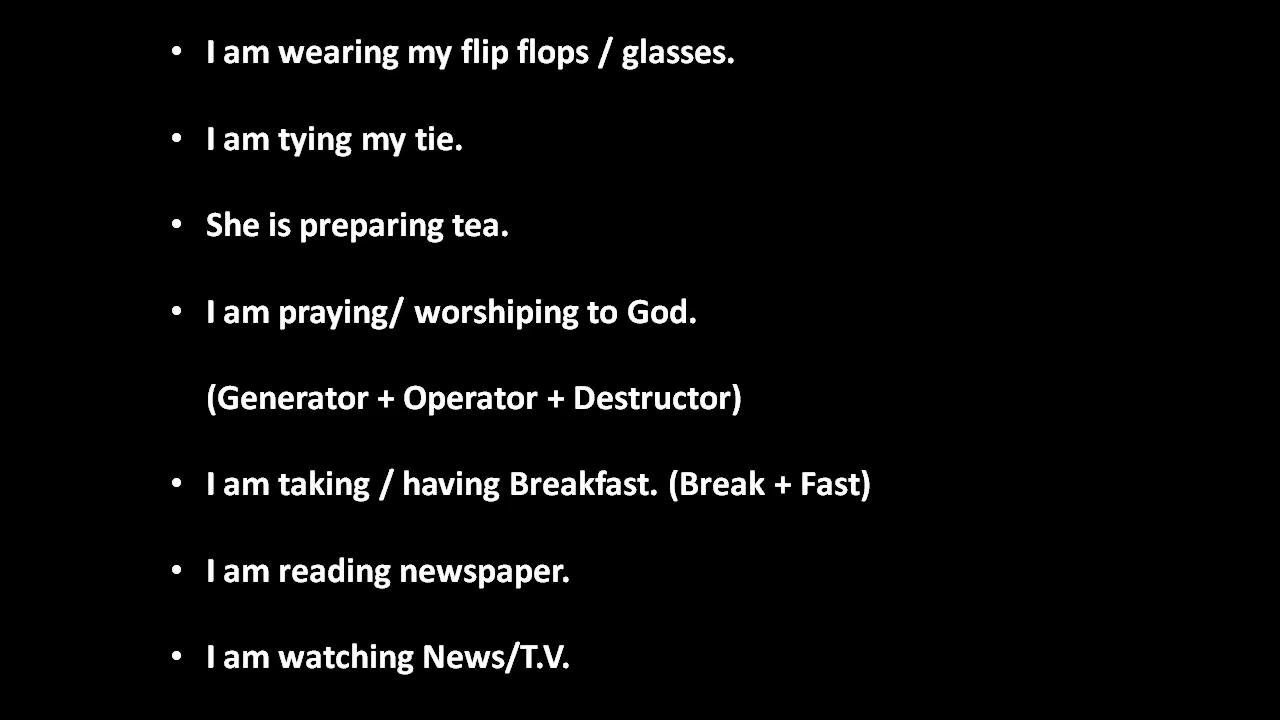 • I am wearing my flip flops / glasses.
• I am tying my tie.
• She is preparing tea.
• I am praying/ worshiping to God.
(Generator + Operator + Destructor)
• I am taking / having Breakfast. (Break + Fast)
• I am reading newspaper.
• I am watching News/T.V.